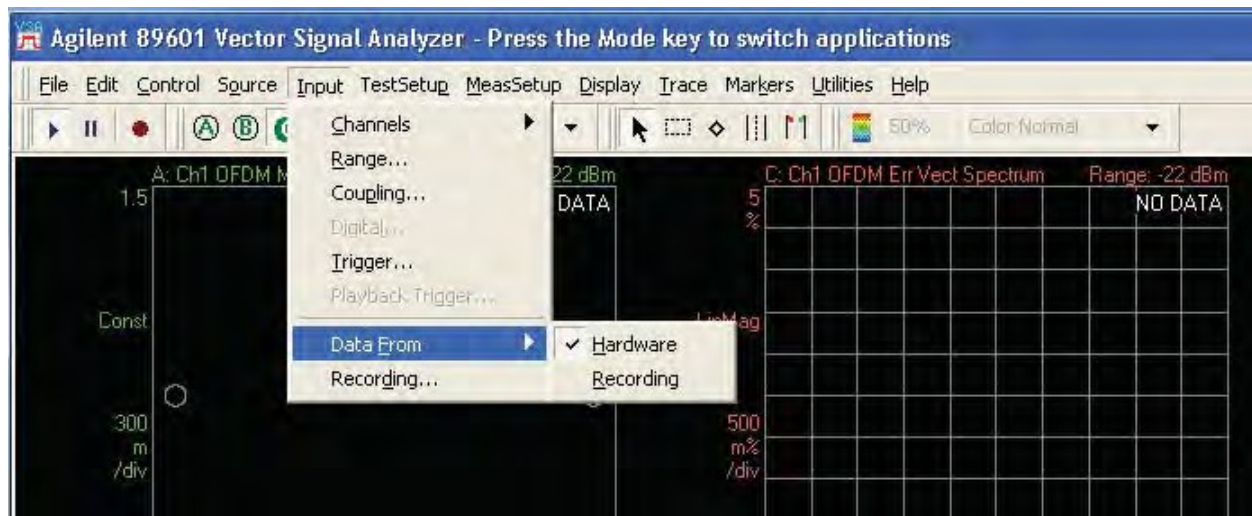 VSA
Agilent 89601 Vector Signal Analyzer - Press the Mode key to switch applications
File Edit Control Source Input TestSetup MeasSetup Display Trace Markers Utilities Help
A B 50% Color Normal
Channels
Range...
Coupling...
Digital...
Trigger...
Playback Trigger...
Data From
Recording...
Hardware
Recording
A: Ch1 OFDM M 22 dBm
1.5 DATA
Const
300
m
/div
C: Ch1 OFDM Err Vect Spectrum Range: -22 dBm
5 NO DATA
%
LinMag
500
m%
/div